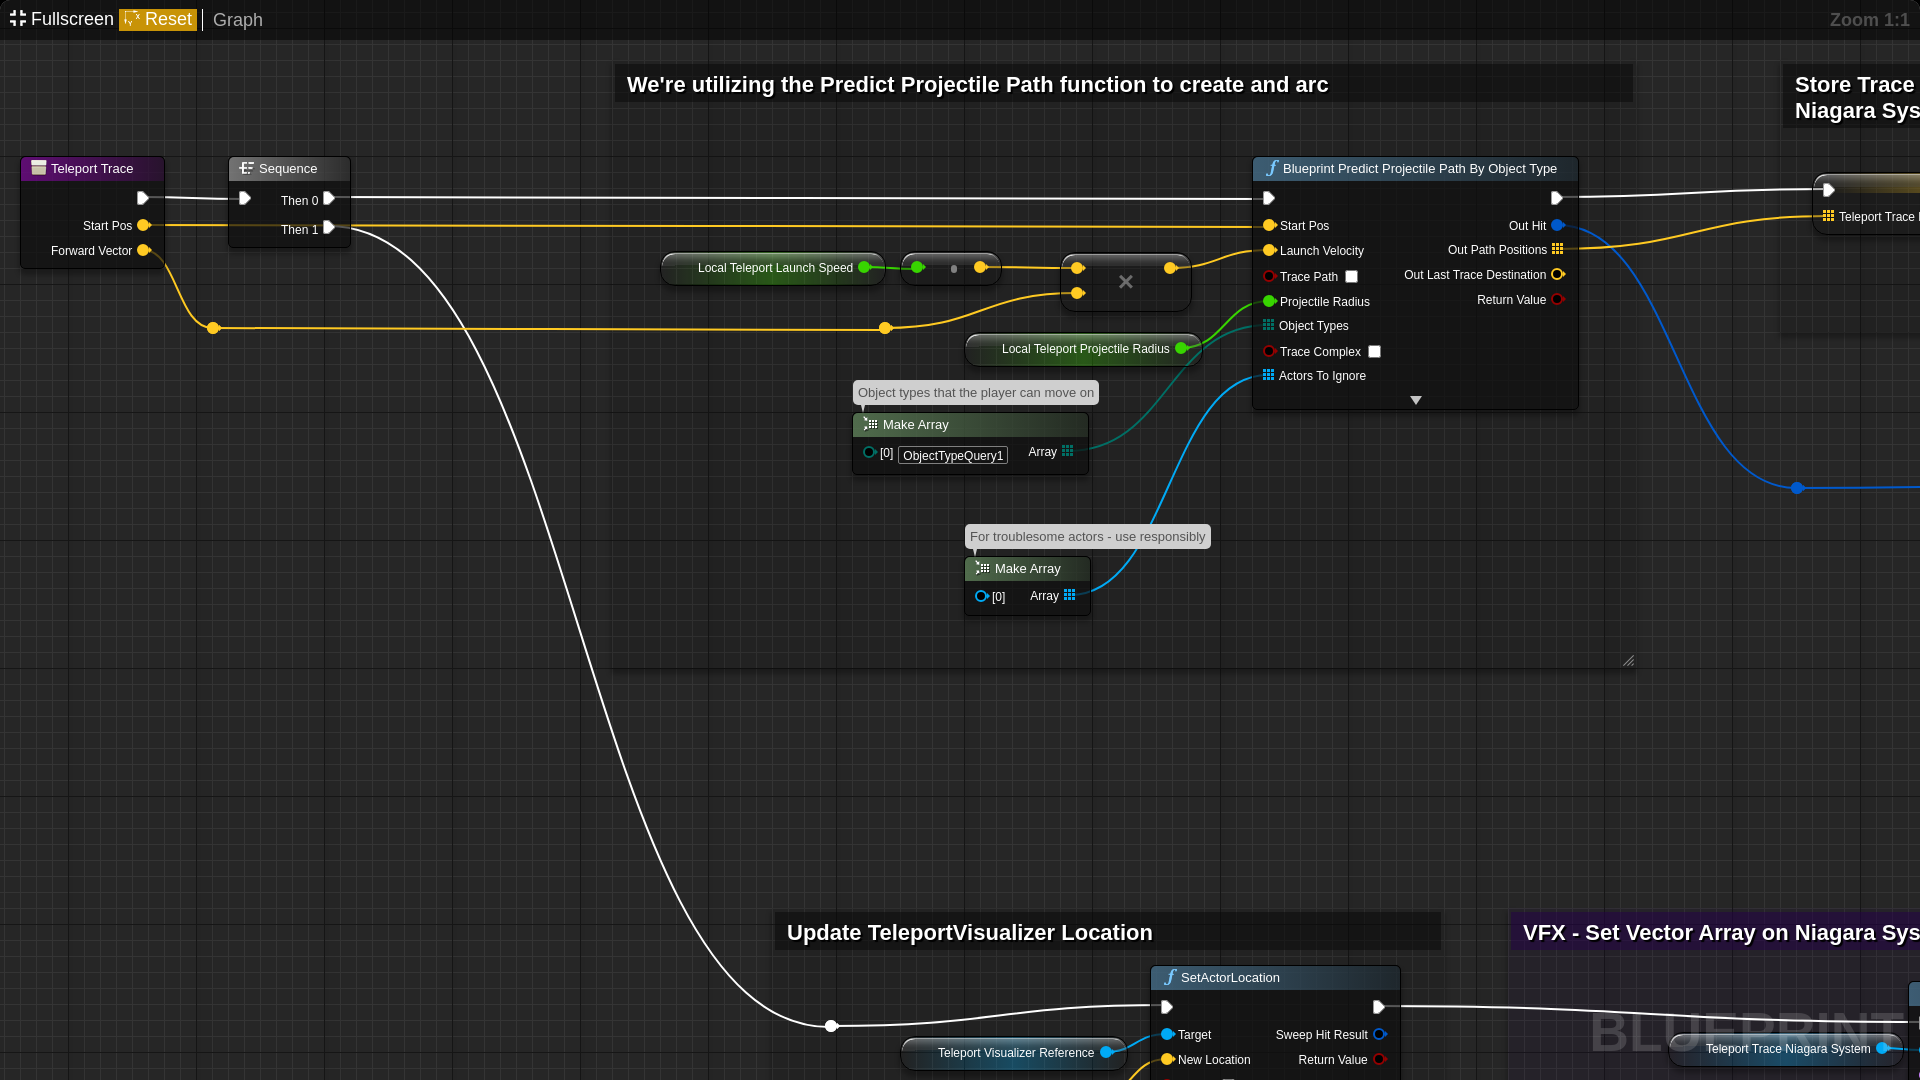 Fullscreen Reset Graph Zoom 1:1
We're utilizing the Predict Projectile Path function to create and arc
Store Trace
Niagara Sys
Teleport Trace
Start Pos
Forward Vector
Sequence
Then 0
Then 1
Local Teleport Launch Speed
Local Teleport Projectile Radius
Blueprint Predict Projectile Path By Object Type
Start Pos Out Hit
Launch Velocity Out Path Positions
Trace Path Out Last Trace Destination
Projectile Radius Return Value
Object Types
Trace Complex
Actors To Ignore
Teleport Trace
Object types that the player can move on
Make Array
[0] ObjectTypeQuery1 Array
For troublesome actors - use responsibly
Make Array
[0] Array
Update TeleportVisualizer Location
VFX - Set Vector Array on Niagara Sys
SetActorLocation
Target Sweep Hit Result
New Location Return Value
Teleport Visualizer Reference
BLUEPRINT
Teleport Trace Niagara System